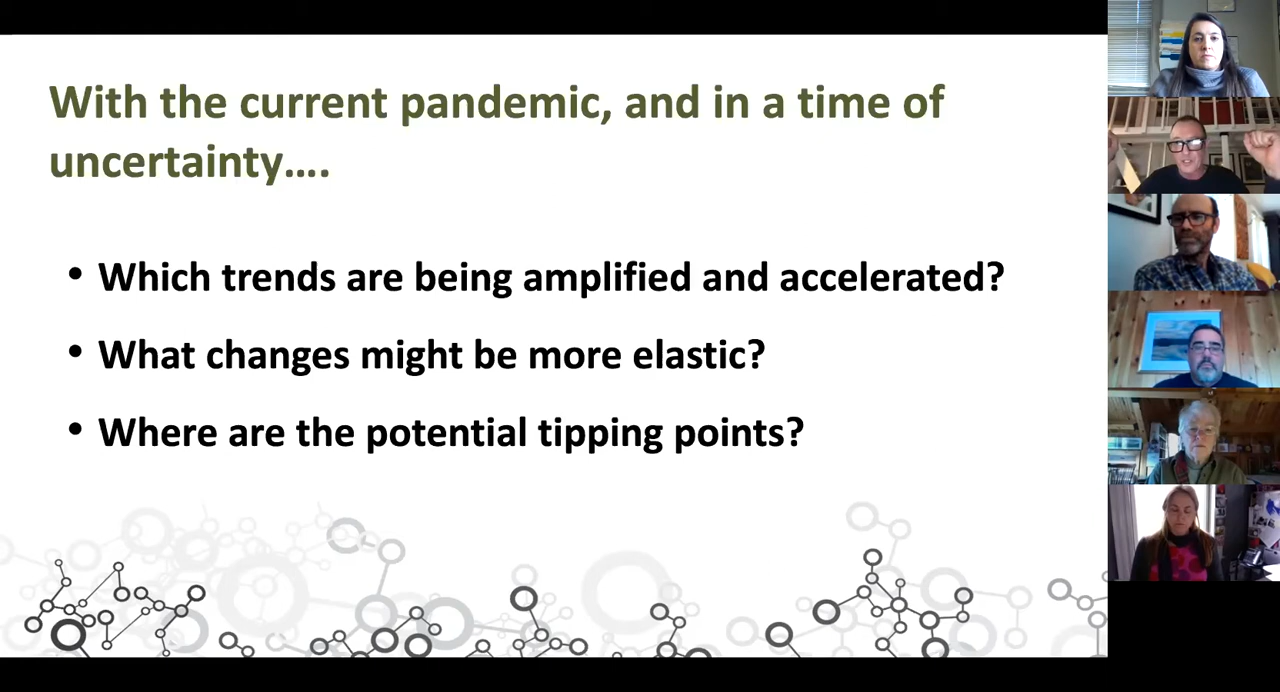 With the current pandemic, and in a time of
uncertainty….
• Which trends are being amplified and accelerated?
• What changes might be more elastic?
• Where are the potential tipping points?